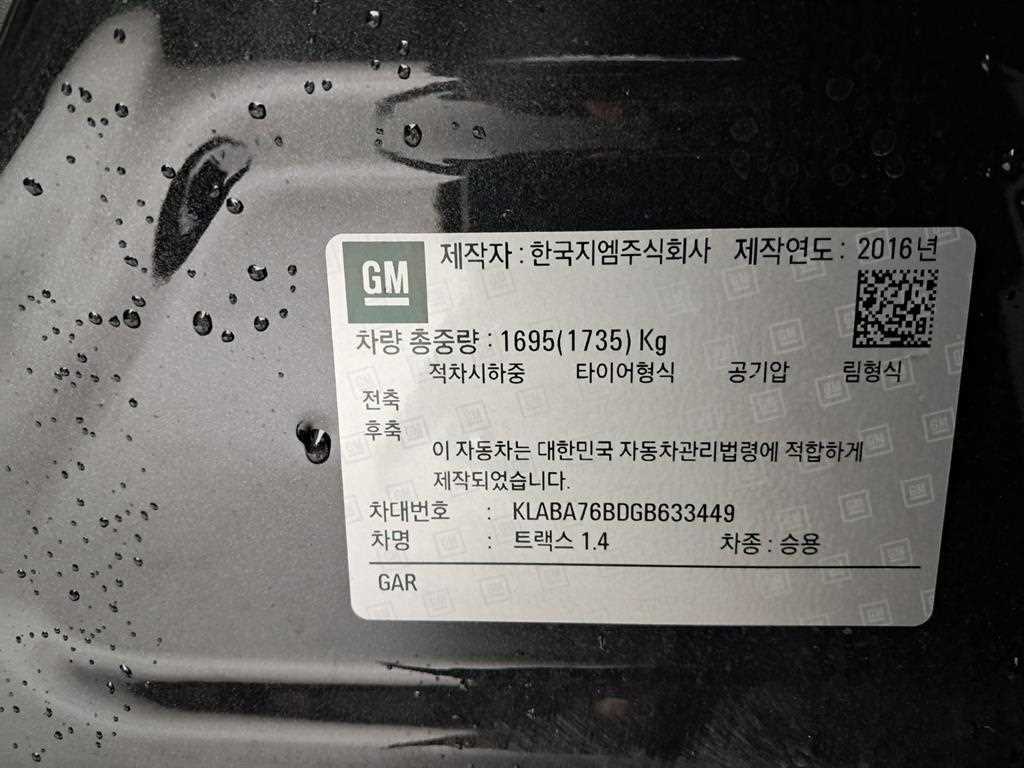 GM
제작자 : 한국지엠주식회사 제작연도 : 2016년
차량 총중량 : 1695(1735) Kg
적차시하중 타이어형식 공기압 림형식
전축
후축
이 자동차는 대한민국 자동차관리법령에 적합하게
제작되었습니다.
차대번호 : KLABA76BDGB633449
차명 : 트랙스 1.4 차종 : 승용
GAR